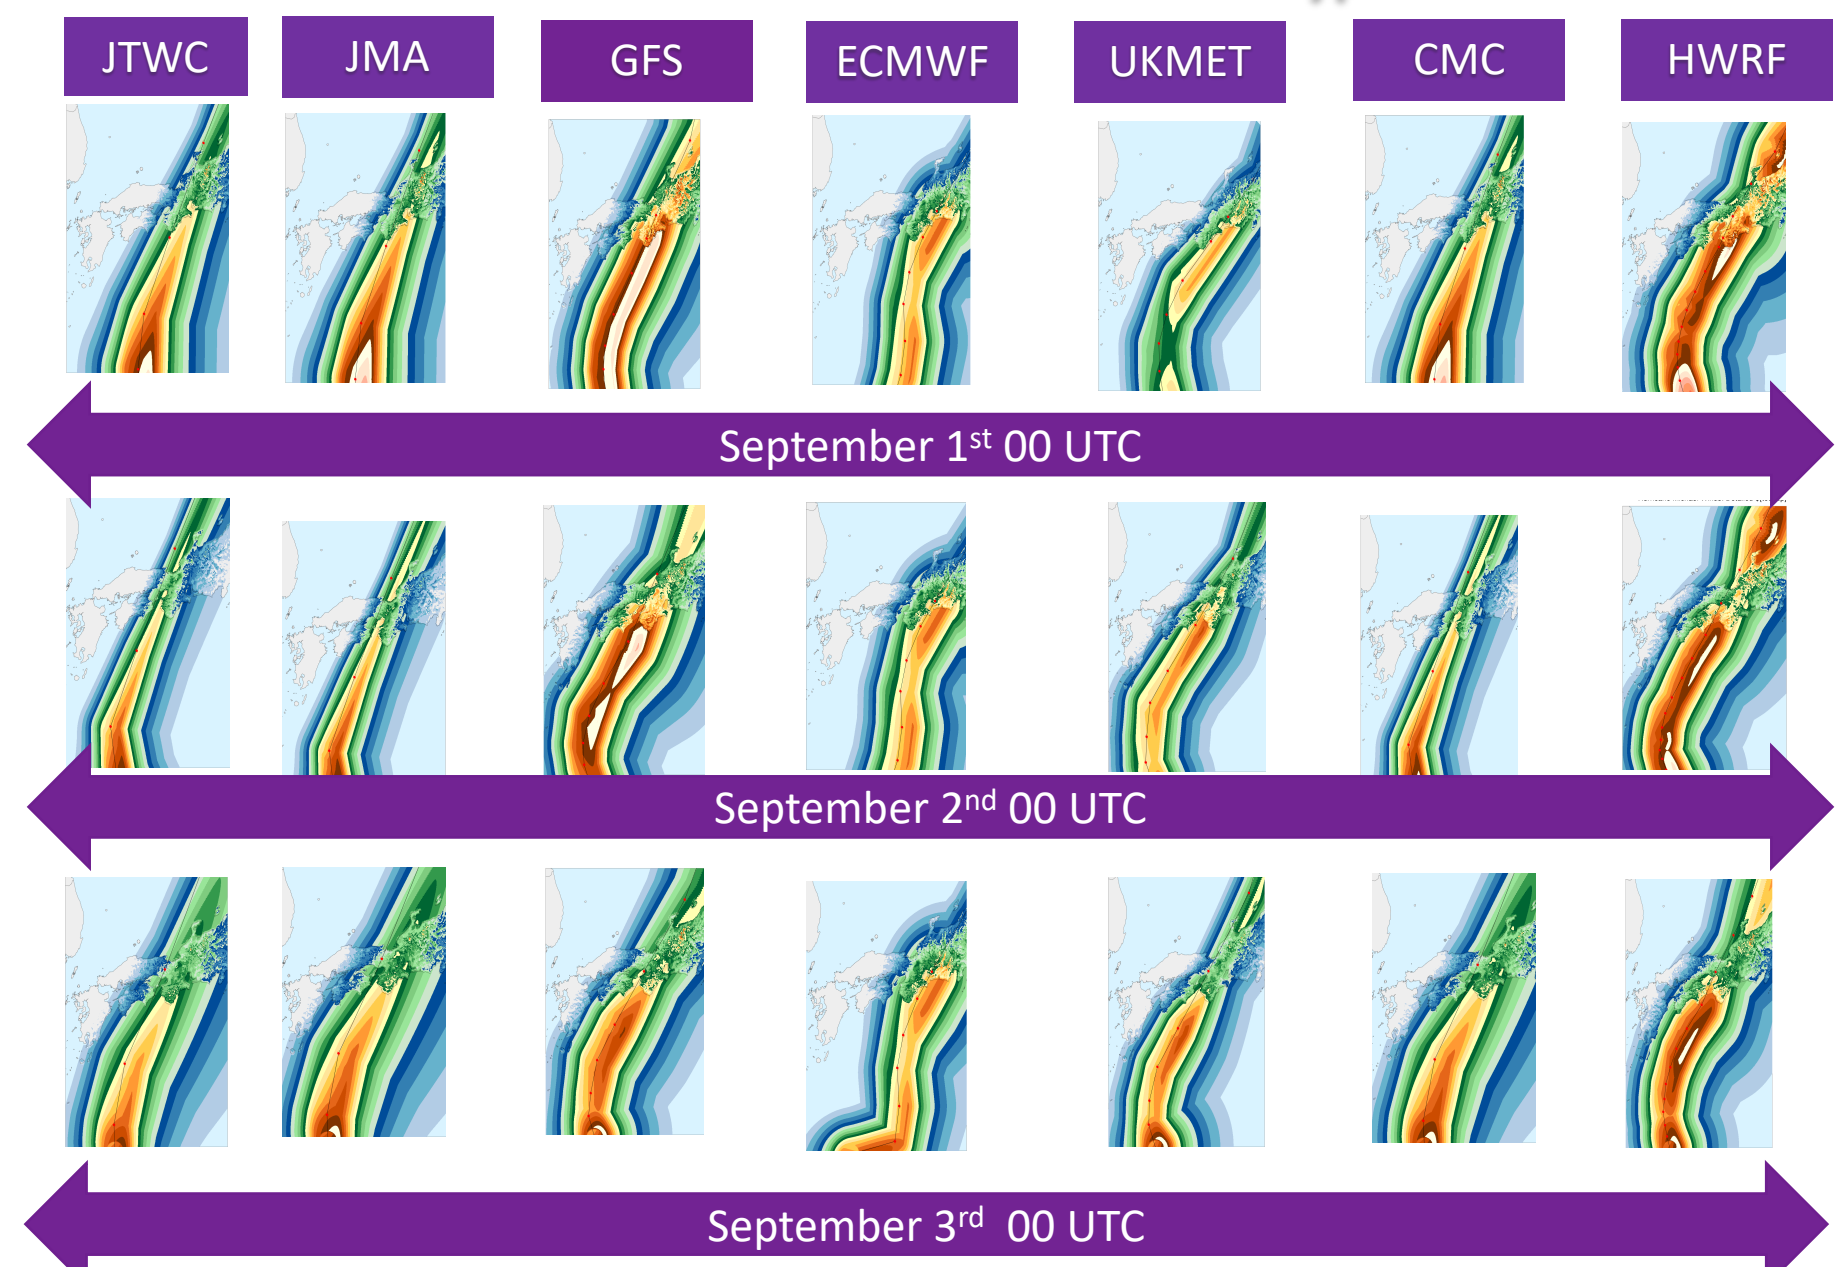 JTWC
JMA
GFS
ECMWF
UKMET
CMC
HWRF
September 1st 00 UTC
September 2nd 00 UTC
September 3rd 00 UTC